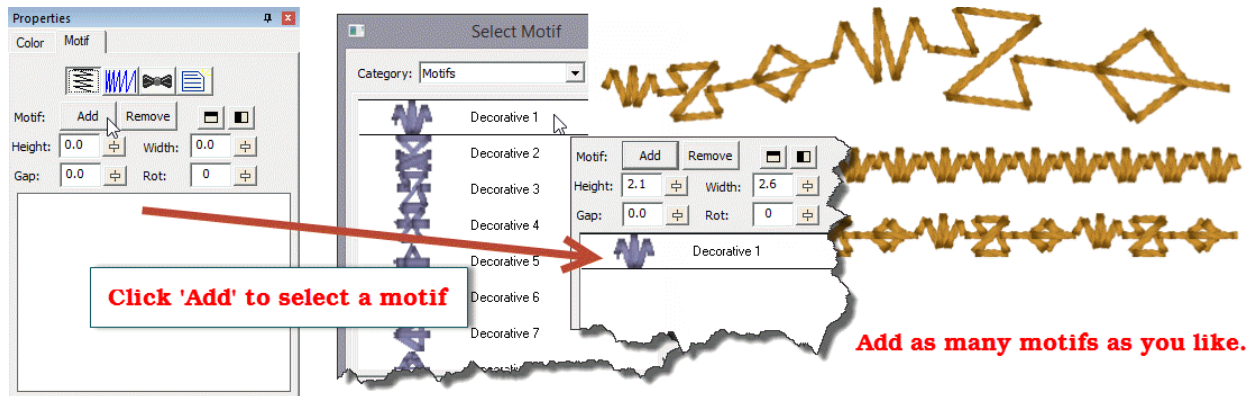 Properties
Color Motif
Motif: Add Remove
Height: 0.0 Width: 0.0
Gap: 0.0 Rot: 0
Click 'Add' to select a motif
Select Motif
Category: Motifs
Decorative 1
Decorative 2
Decorative 3
Decorative 4
Decorative 5
Decorative 6
Decorative 7
Motif: Add Remove
Height: 2.1 Width: 2.6
Gap: 0.0 Rot: 0
Decorative 1
Add as many motifs as you like.